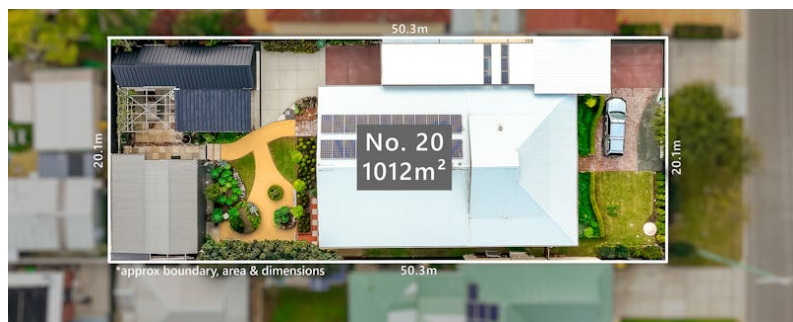 50.3m
20.1m
No. 20
1012m²
20.1m
*approx boundary, area & dimensions
50.3m